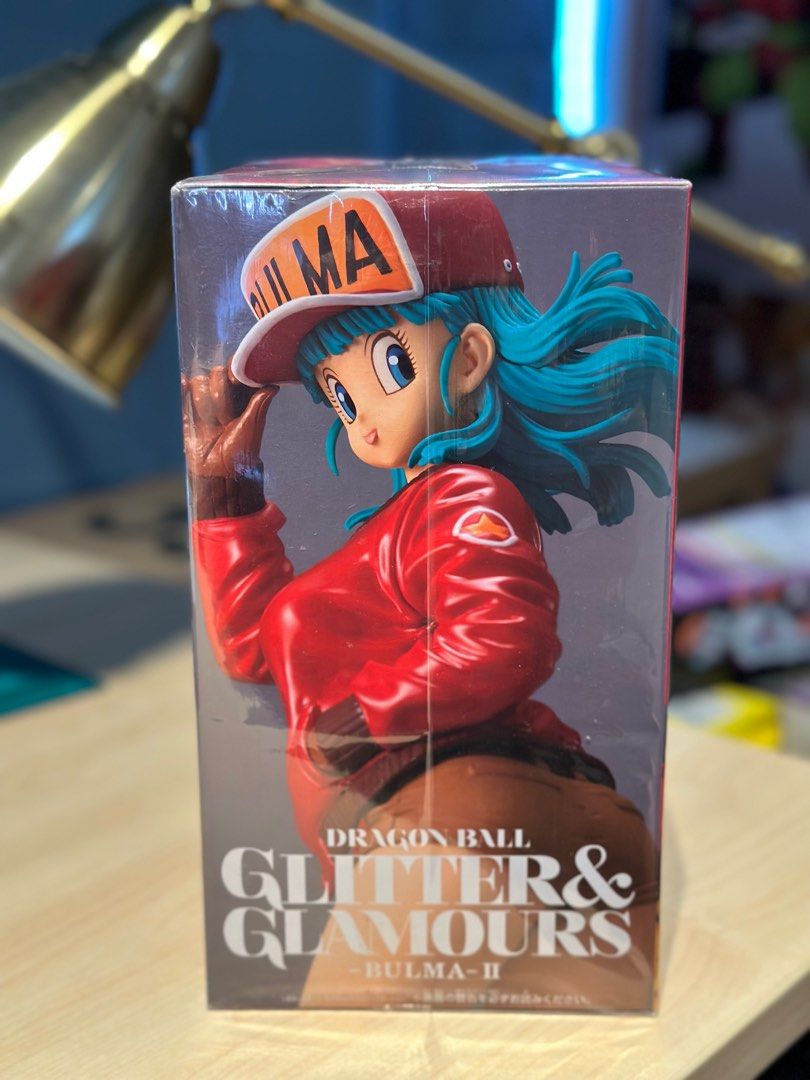 BULMA
DRAGON BALL
GLITTER&
GLAMOURS
-BULMA-II